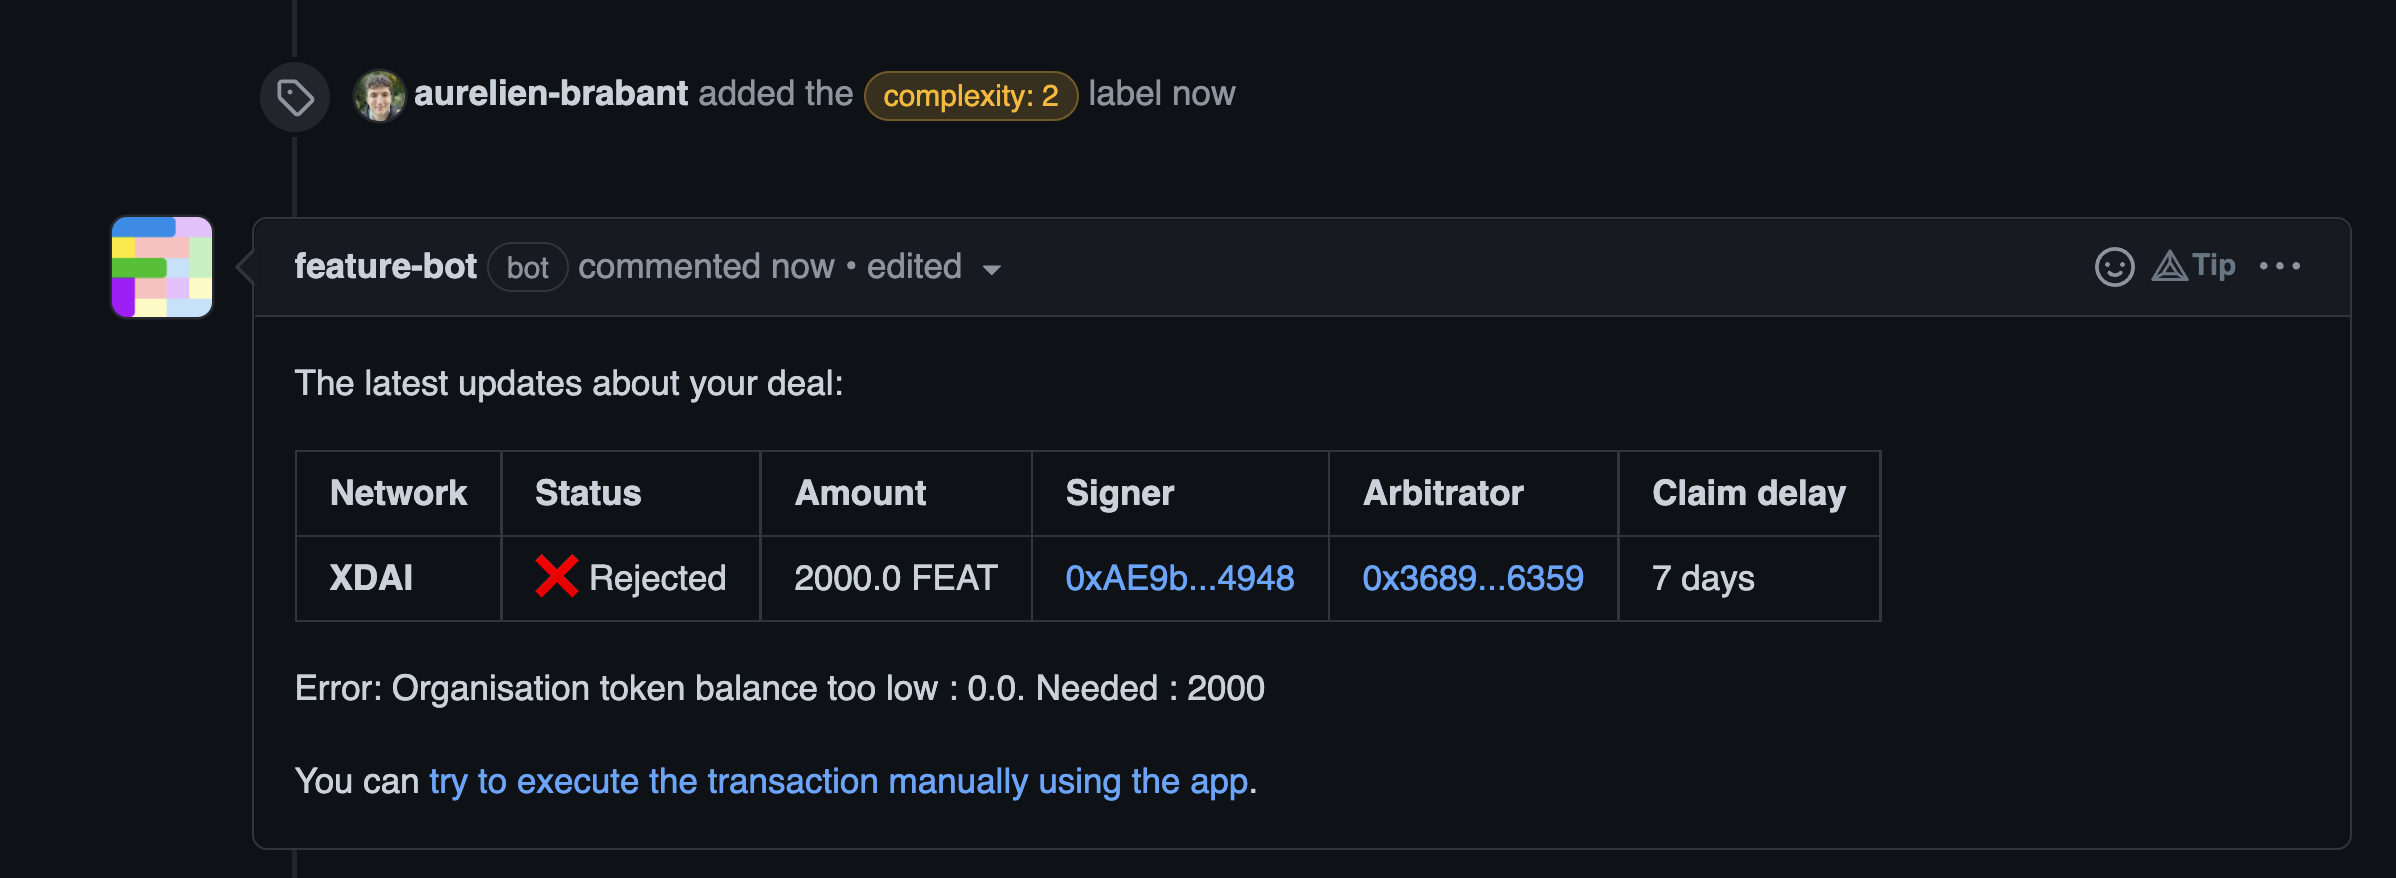 aurelien-brabant added the complexity: 2 label now
feature-bot bot commented now • edited
Tip
The latest updates about your deal:
Network Status Amount Signer Arbitrator Claim delay
XDAI ❌ Rejected 2000.0 FEAT 0xAE9b...4948 0x3689...6359 7 days
Error: Organisation token balance too low : 0.0. Needed : 2000
You can try to execute the transaction manually using the app.